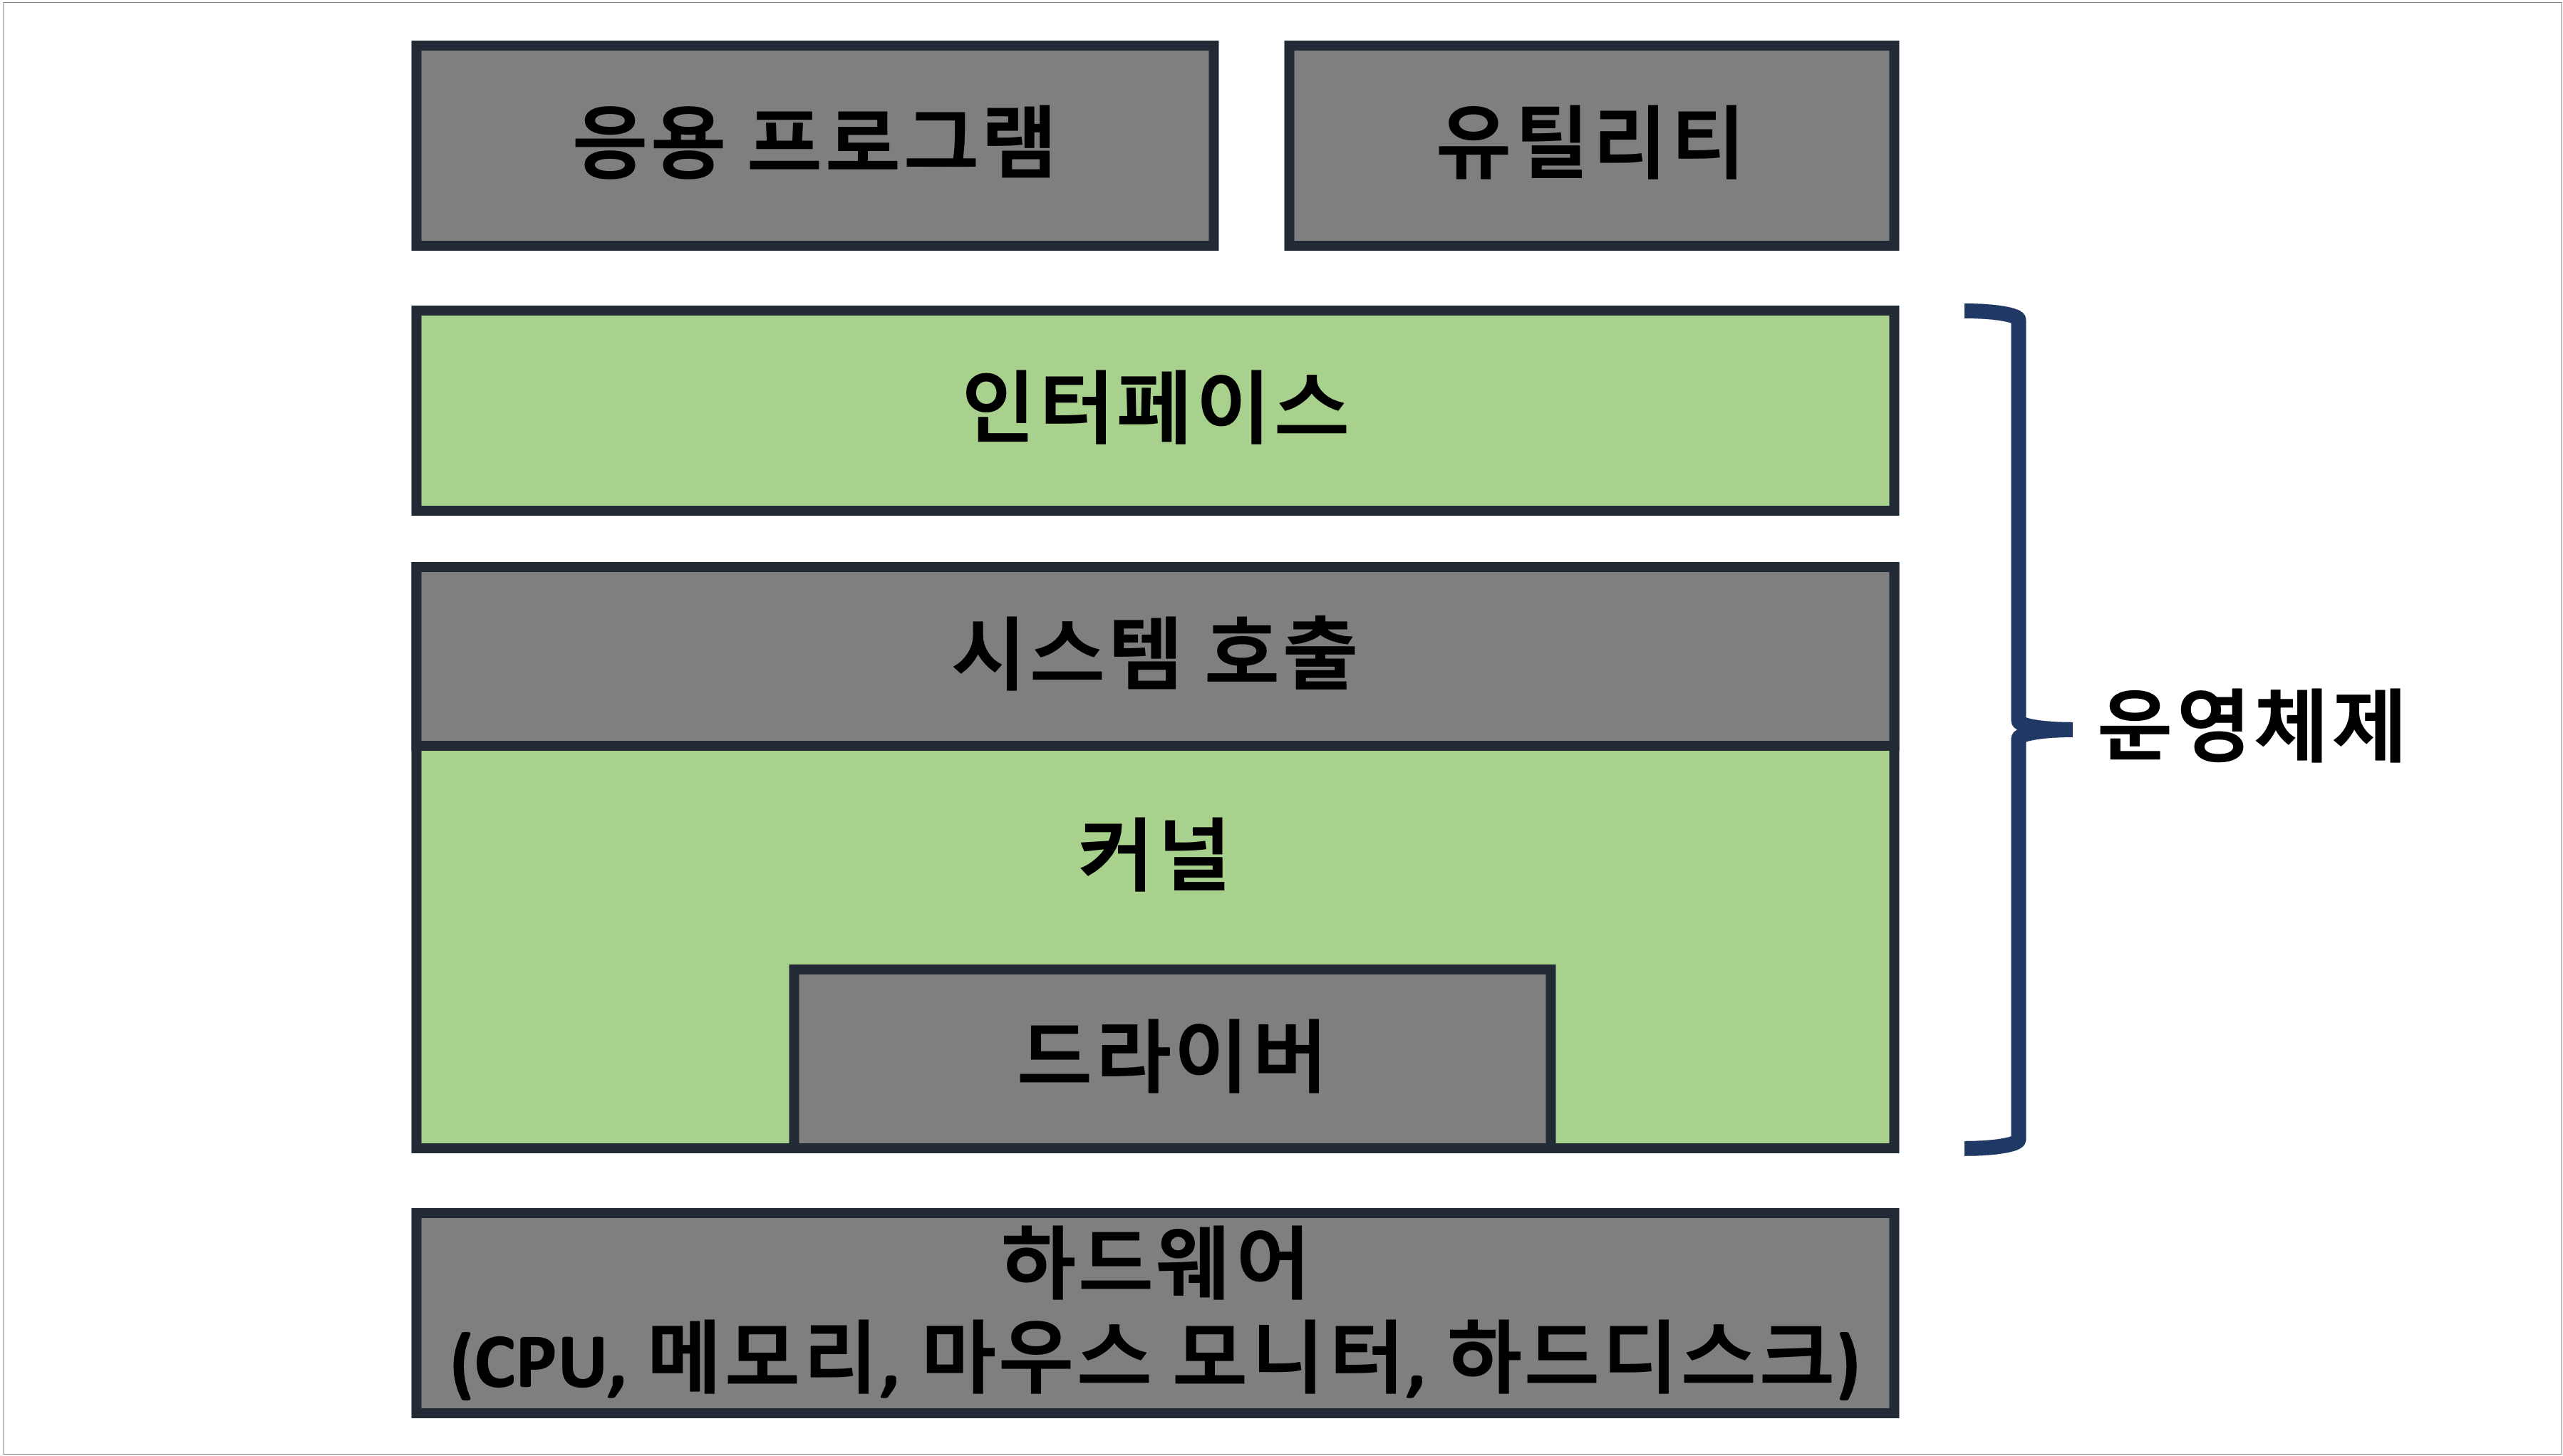 응용 프로그램
유틸리티
인터페이스
시스템 호출
커널
드라이버
운영체제
하드웨어
(CPU, 메모리, 마우스 모니터, 하드디스크)